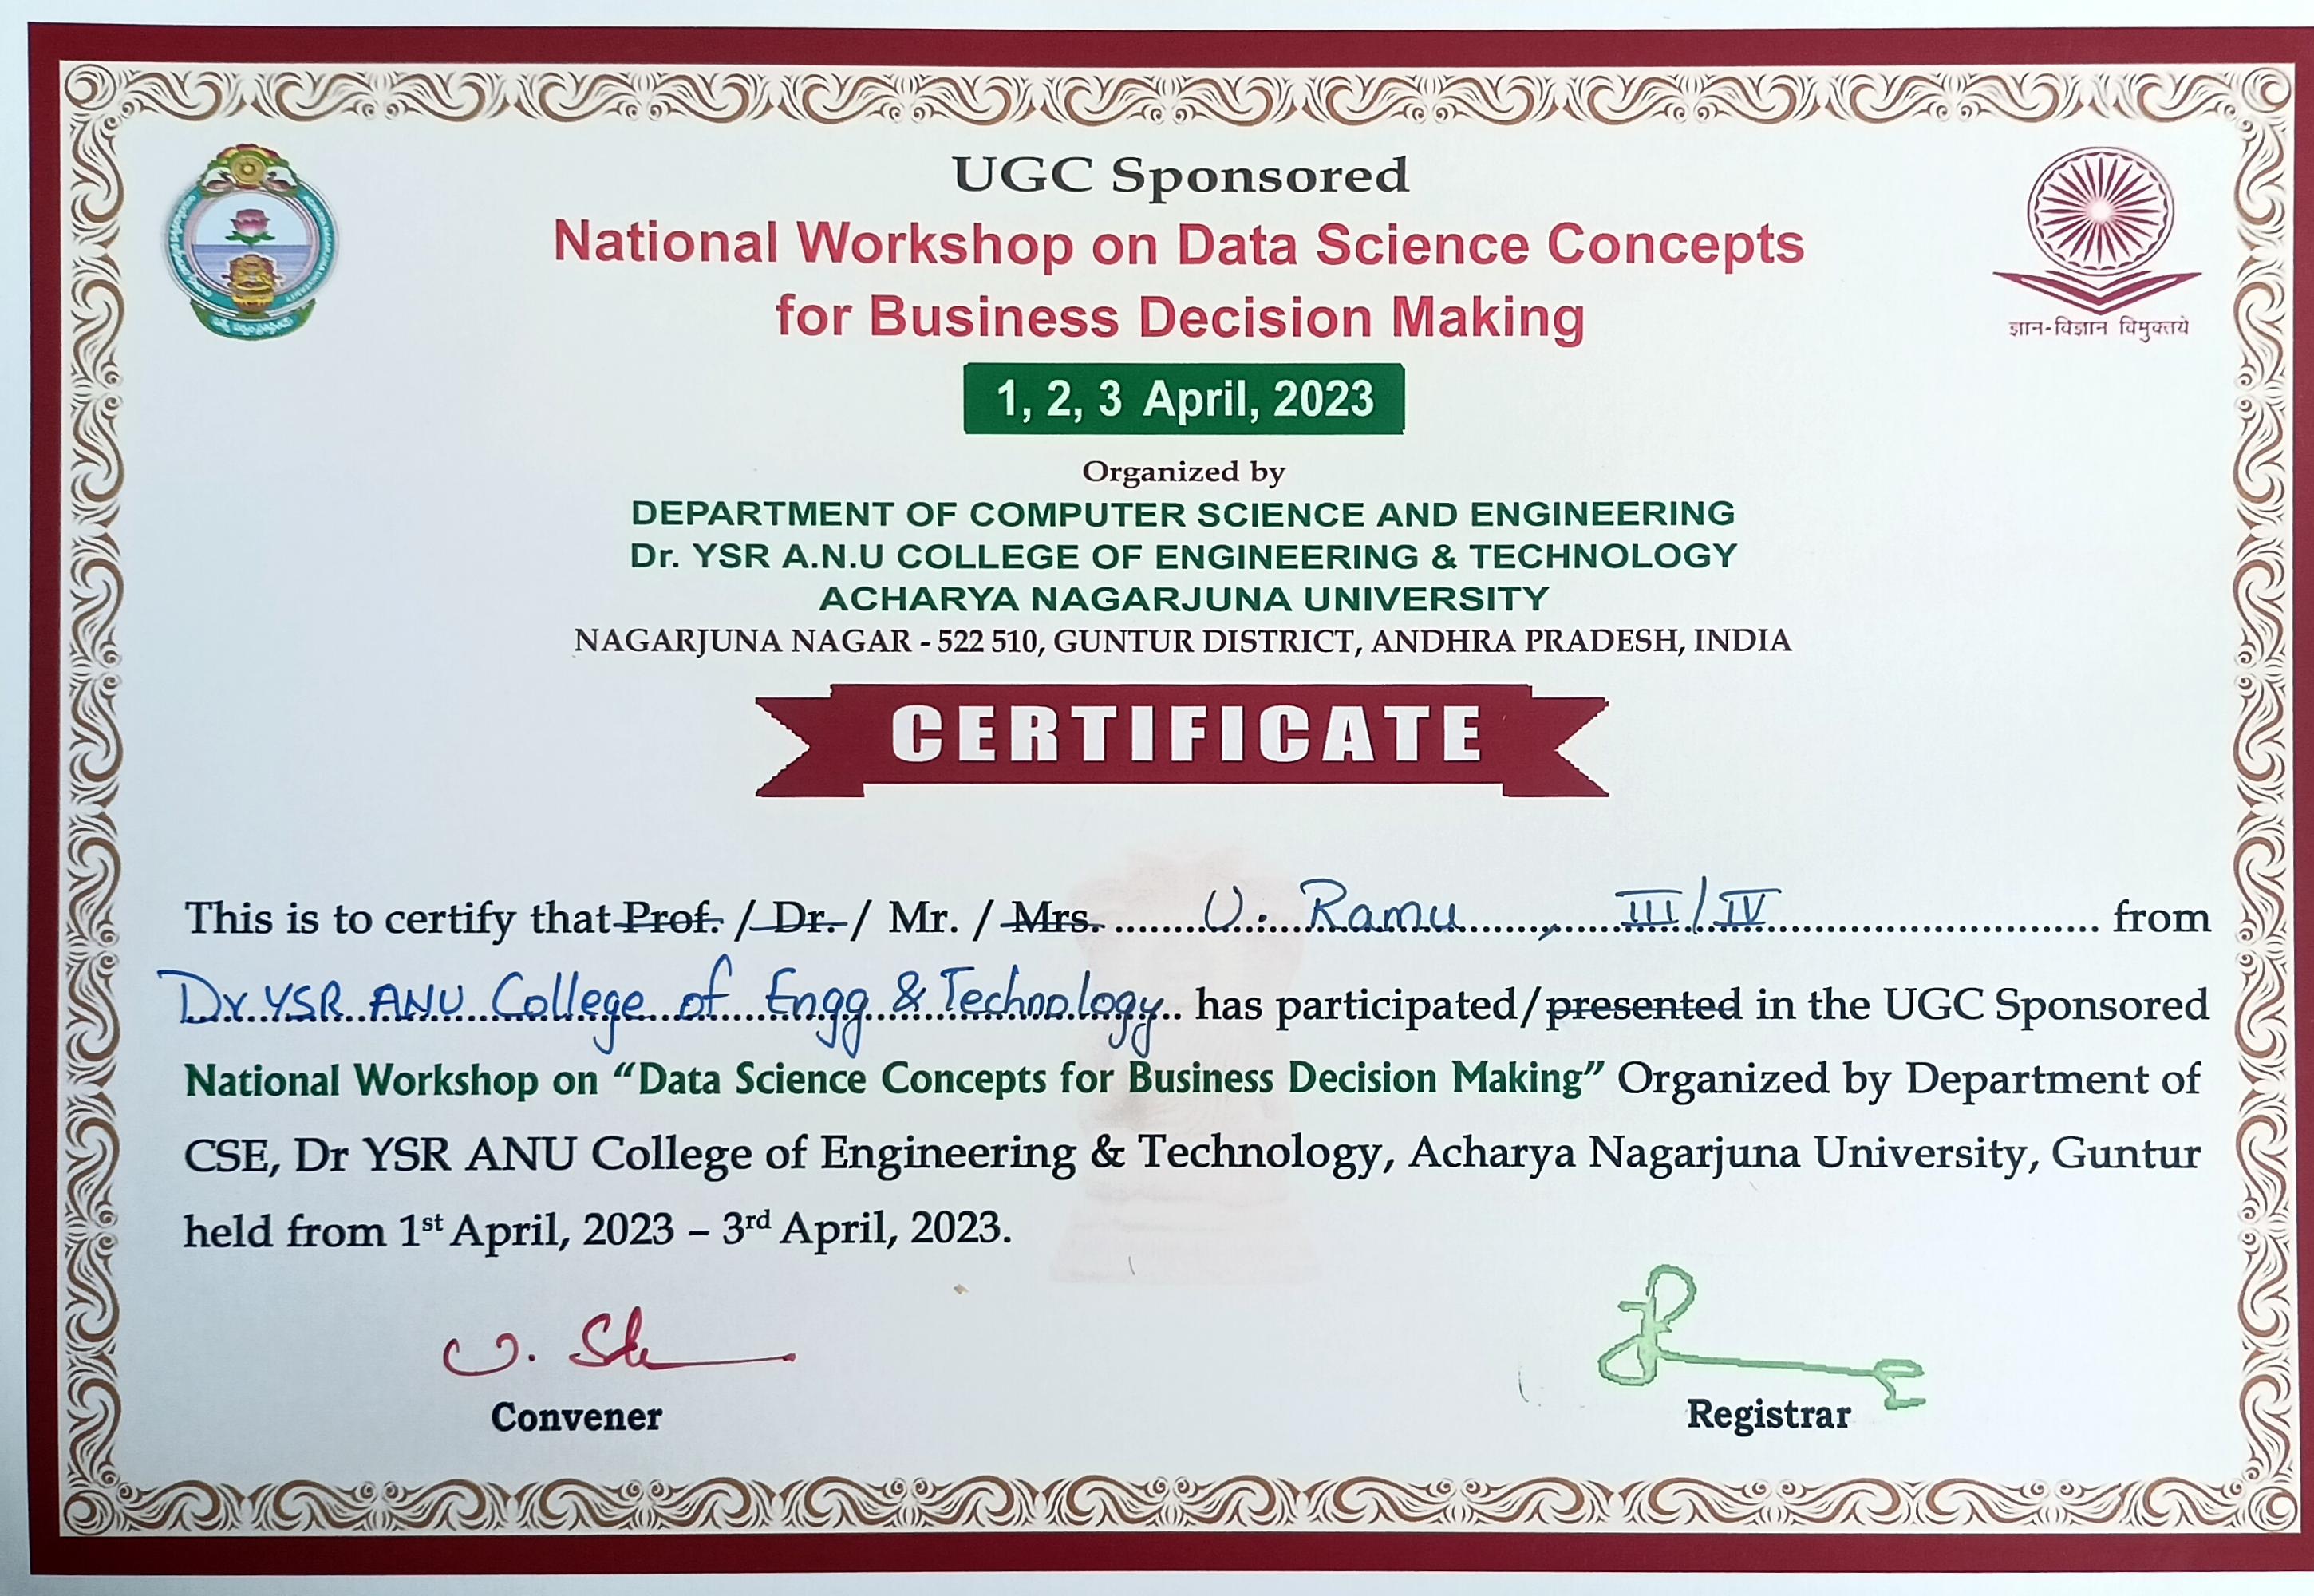 UGC Sponsored
National Workshop on Data Science Concepts
for Business Decision Making
ज्ञान-विज्ञान विमुक्तये
1, 2, 3 April, 2023
Organized by
DEPARTMENT OF COMPUTER SCIENCE AND ENGINEERING
Dr. YSR A.N.U COLLEGE OF ENGINEERING & TECHNOLOGY
ACHARYA NAGARJUNA UNIVERSITY
NAGARJUNA NAGAR - 522 510, GUNTUR DISTRICT, ANDHRA PRADESH, INDIA
CERTIFICATE
This is to certify that Prof. / Dr. / Mr. / Mrs. U. Ramu, III/IV from
Dr YSR ANU College of Engg & Technology has participated/presented in the UGC Sponsored
National Workshop on “Data Science Concepts for Business Decision Making” Organized by Department of
CSE, Dr YSR ANU College of Engineering & Technology, Acharya Nagarjuna University, Guntur
held from 1st April, 2023 – 3rd April, 2023.
Convener
Registrar